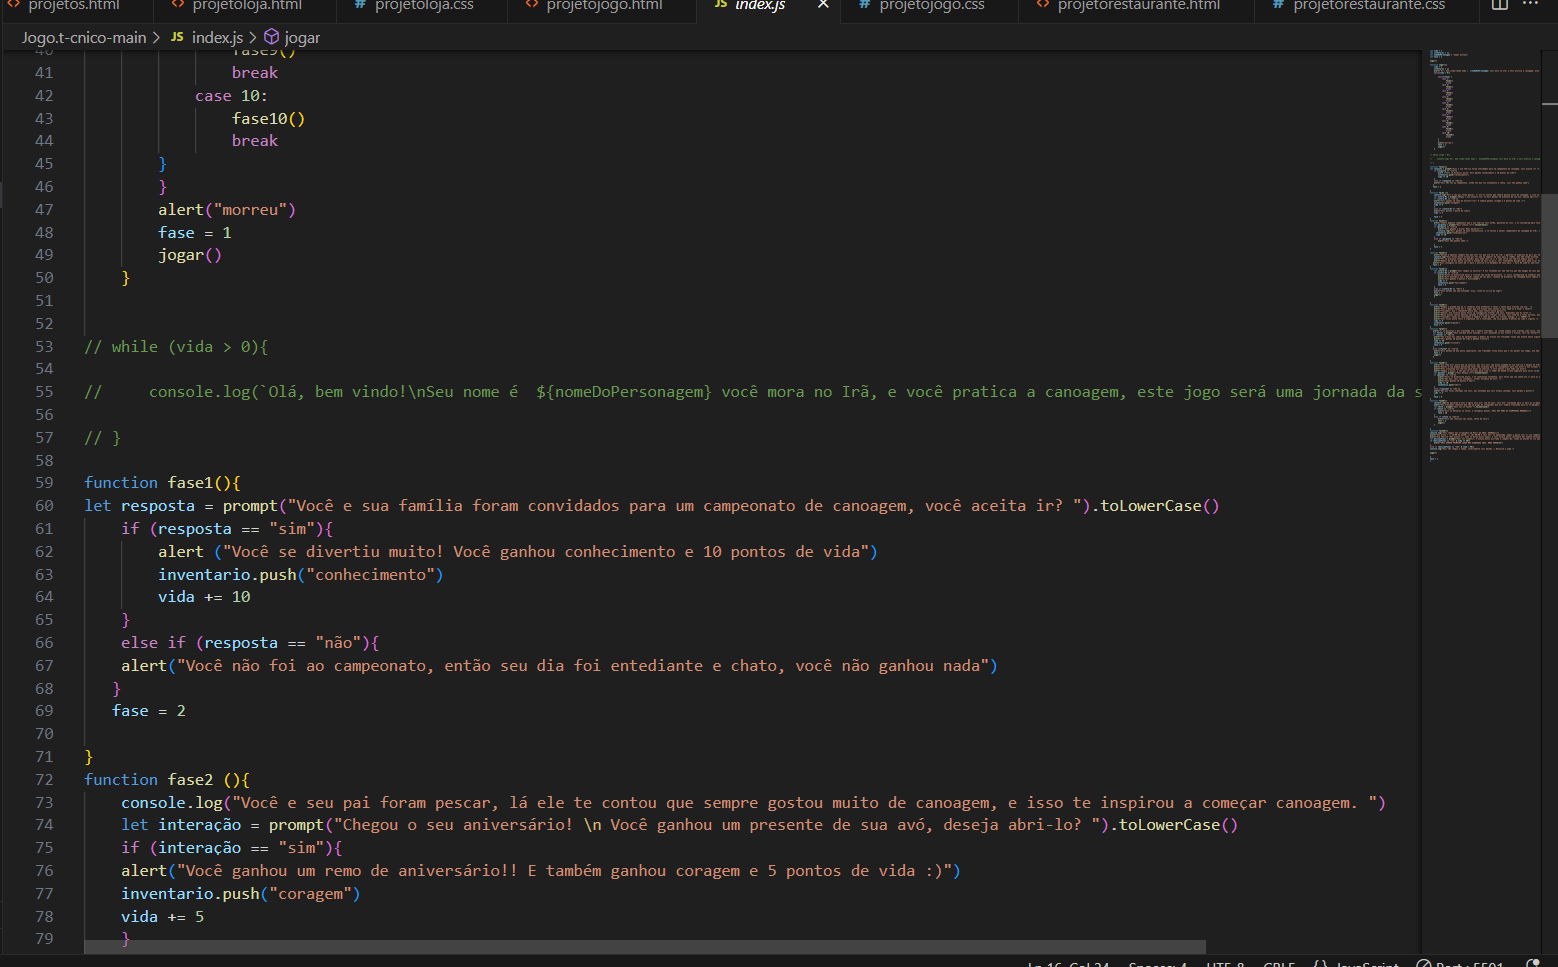 projetos.html projetoloja.html projetoloja.css projetojogo.html JS index.js projetojogo.css projetorestaurante.html projetorestaurante.css
Jogo.t-cnico-main > JS index.js > jogar
40 fase9()
41 break
42 case 10:
43 fase10()
44 break
45 }
46 }
47 alert("morreu")
48 fase = 1
49 jogar()
50 }
51
52
53 // while (vida > 0){
54
55 // console.log(`Olá, bem vindo!\nSeu nome é  ${nomeDoPersonagem} você mora no Irã, e você pratica a canoagem, este jogo será uma jornada da s
56
57 // }
58
59 function fase1(){
60 let resposta = prompt("Você e sua família foram convidados para um campeonato de canoagem, você aceita ir? ").toLowerCase()
61 if (resposta == "sim"){
62 alert ("Você se divertiu muito! Você ganhou conhecimento e 10 pontos de vida")
63 inventario.push("conhecimento")
64 vida += 10
65 }
66 else if (resposta == "não"){
67 alert("Você não foi ao campeonato, então seu dia foi entediante e chato, você não ganhou nada")
68 }
69 fase = 2
70
71 }
72 function fase2 (){
73 console.log("Você e seu pai foram pescar, lá ele te contou que sempre gostou muito de canoagem, e isso te inspirou a começar canoagem. ")
74 let interação = prompt("Chegou o seu aniversário! \n Você ganhou um presente de sua avó, deseja abri-lo? ").toLowerCase()
75 if (interação == "sim"){
76 alert("Você ganhou um remo de aniversário!! E também ganhou coragem e 5 pontos de vida :)")
77 inventario.push("coragem")
78 vida += 5
79 }
Ln 16, Col 24 Spaces: 4 UTF-8 CRLF {} JavaScript Port : 5501